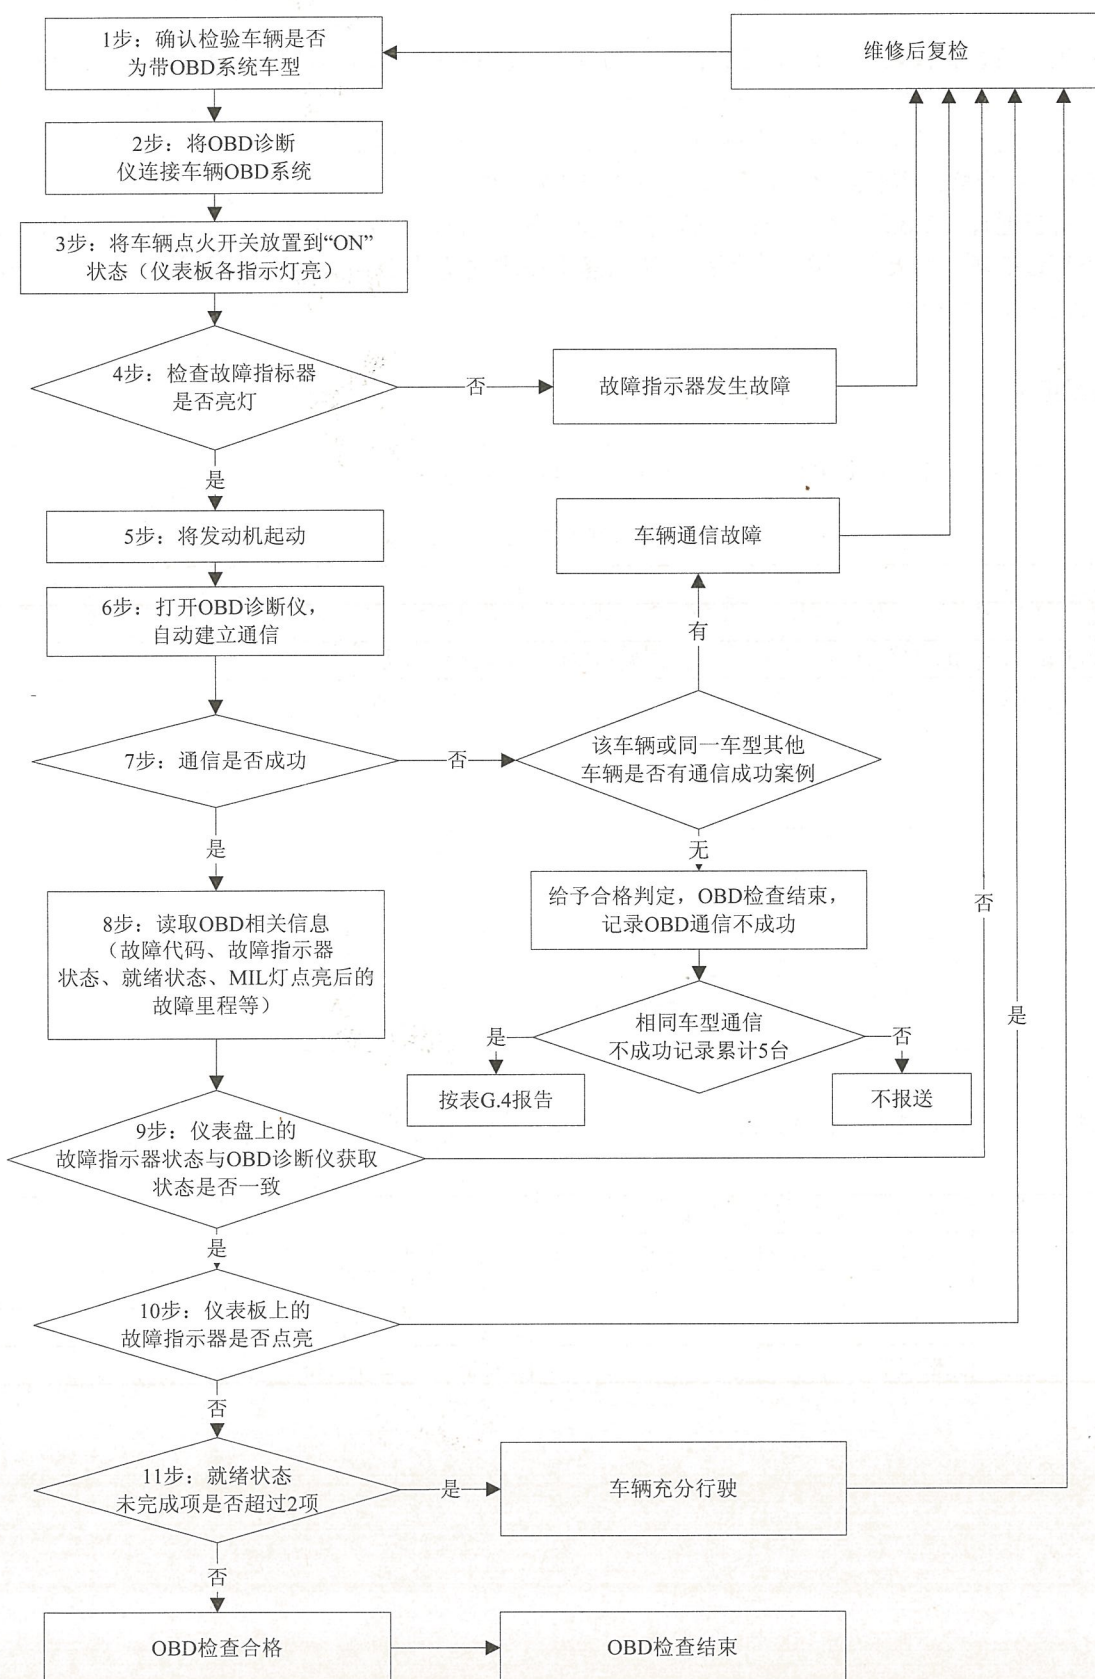 1步：确认检验车辆是否
为带OBD系统车型
维修后复检
2步：将OBD诊断
仪连接车辆OBD系统
3步：将车辆点火开关放置到“ON”
状态（仪表板各指示灯亮）
4步：检查故障指标器
是否亮灯
否
故障指示器发生故障
是
5步：将发动机起动
车辆通信故障
6步：打开OBD诊断仪，
自动建立通信
有
7步：通信是否成功
否
该车辆或同一车型其他
车辆是否有通信成功案例
是
无
8步：读取OBD相关信息
（故障代码、故障指示器
状态、就绪状态、MIL灯点亮后的
故障里程等）
给予合格判定，OBD检查结束，
记录OBD通信不成功
否
相同车型通信
不成功记录累计5台
是
否
是
按表G.4报告
不报送
9步：仪表盘上的
故障指示器状态与OBD诊断仪获取
状态是否一致
是
10步：仪表板上的
故障指示器是否点亮
否
11步：就绪状态
未完成项是否超过2项
是
车辆充分行驶
否
OBD检查合格
OBD检查结束